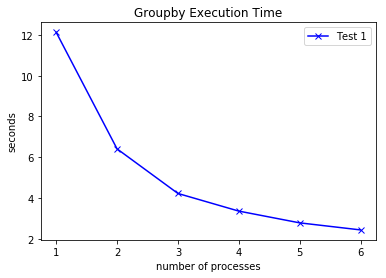 Groupby Execution Time
Test 1
seconds
12
10
8
6
4
2
1 2 3 4 5 6
number of processes